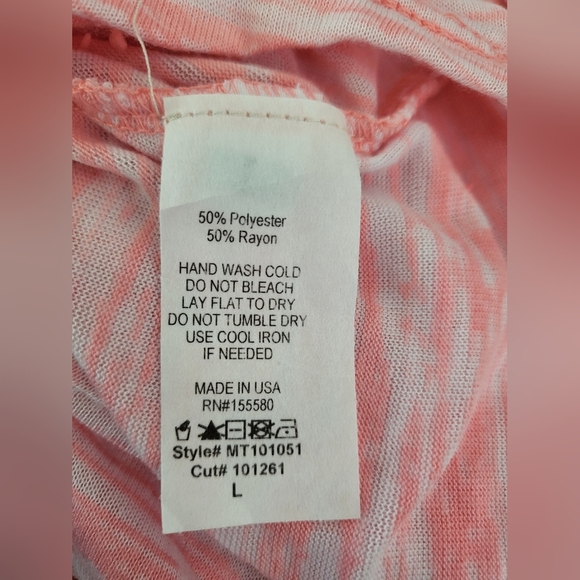 50% Polyester
50% Rayon
HAND WASH COLD
DO NOT BLEACH
LAY FLAT TO DRY
DO NOT TUMBLE DRY
USE COOL IRON
IF NEEDED
MADE IN USA
RN#155580
Style# MT101051
Cut# 101261
L